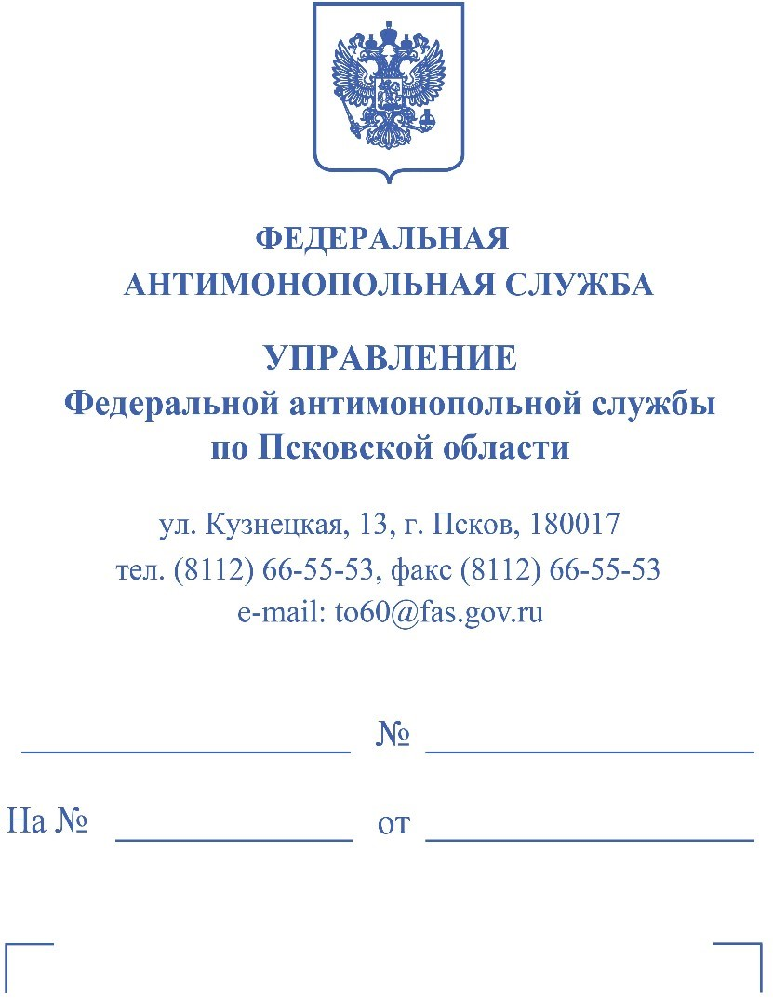 ФЕДЕРАЛЬНАЯ
АНТИМОНОПОЛЬНАЯ СЛУЖБА
УПРАВЛЕНИЕ
Федеральной антимонопольной службы
по Псковской области
ул. Кузнецкая, 13, г. Псков, 180017
тел. (8112) 66-55-53, факс (8112) 66-55-53
e-mail: to60@fas.gov.ru
№
На № от